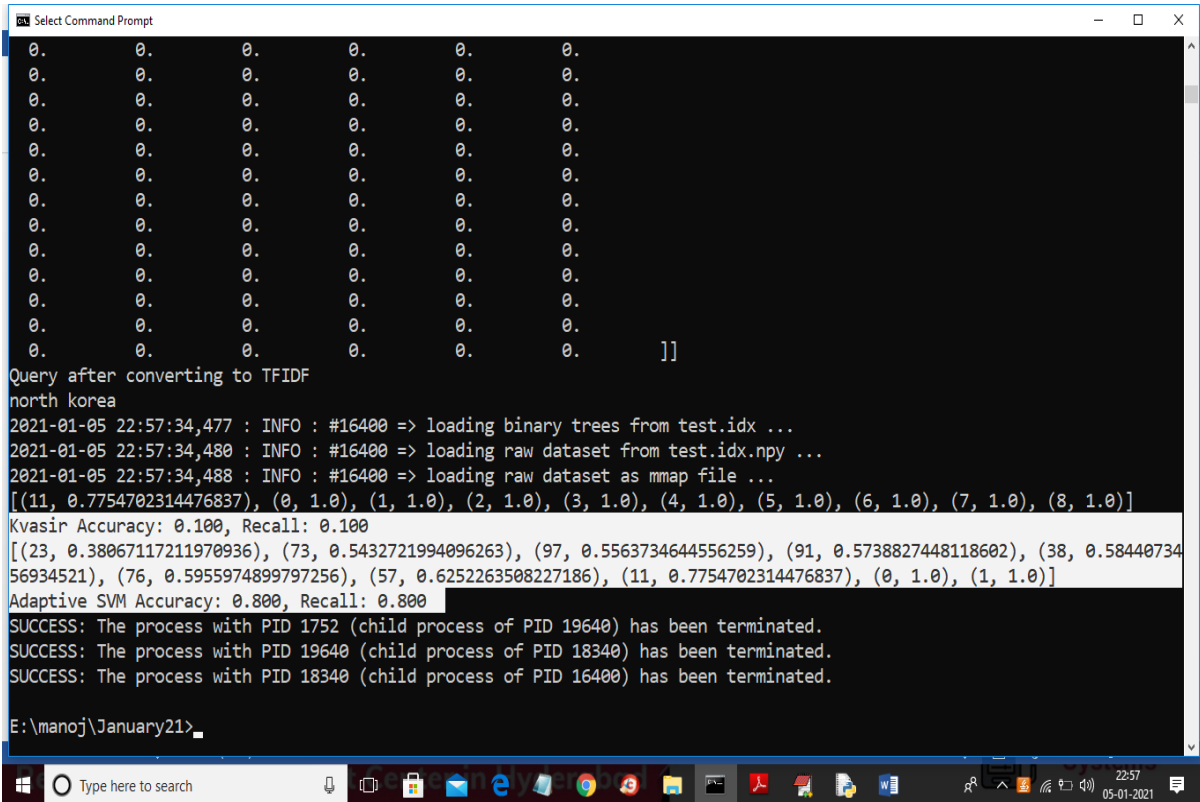 Select Command Prompt
0. 0. 0. 0. 0. 0.
0. 0. 0. 0. 0. 0.
0. 0. 0. 0. 0. 0.
0. 0. 0. 0. 0. 0.
0. 0. 0. 0. 0. 0.
0. 0. 0. 0. 0. 0.
0. 0. 0. 0. 0. 0.
0. 0. 0. 0. 0. 0.
0. 0. 0. 0. 0. 0.
0. 0. 0. 0. 0. 0.
0. 0. 0. 0. 0. 0.
0. 0. 0. 0. 0. 0.
0. 0. 0. 0. 0. 0. ]]
Query after converting to TFIDF
north korea
2021-01-05 22:57:34,477 : INFO : #16400 => loading binary trees from test.idx ...
2021-01-05 22:57:34,480 : INFO : #16400 => loading raw dataset from test.idx.npy ...
2021-01-05 22:57:34,488 : INFO : #16400 => loading raw dataset as mmap file ...
[(11, 0.7754702314476837), (0, 1.0), (1, 1.0), (2, 1.0), (3, 1.0), (4, 1.0), (5, 1.0), (6, 1.0), (7, 1.0), (8, 1.0)]
Kvasir Accuracy: 0.100, Recall: 0.100
[(23, 0.38067117211970936), (73, 0.5432721994096263), (97, 0.5563734644556259), (91, 0.5738827448118602), (38, 0.58440734
56934521), (76, 0.5955974899797256), (57, 0.6252263508227186), (11, 0.7754702314476837), (0, 1.0), (1, 1.0)]
Adaptive SVM Accuracy: 0.800, Recall: 0.800
SUCCESS: The process with PID 1752 (child process of PID 19640) has been terminated.
SUCCESS: The process with PID 19640 (child process of PID 18340) has been terminated.
SUCCESS: The process with PID 18340 (child process of PID 16400) has been terminated.
E:\manoj\January21>
Type here to search
22:57
05-01-2021